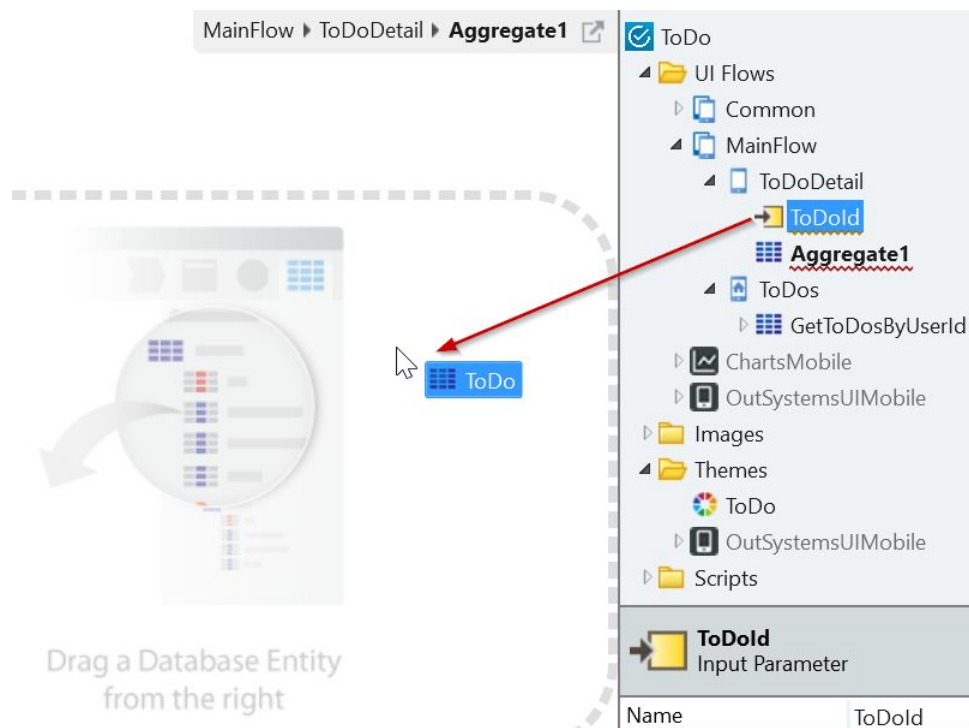 MainFlow ToDoDetail Aggregate1
ToDo
UI Flows
Common
MainFlow
ToDoDetail
ToDoId
Aggregate1
ToDos
GetToDosByUserId
ChartsMobile
OutSystemsUIMobile
Images
Themes
ToDo
OutSystemsUIMobile
Scripts
ToDo
Drag a Database Entity
from the right
ToDoId
Input Parameter
Name ToDoId